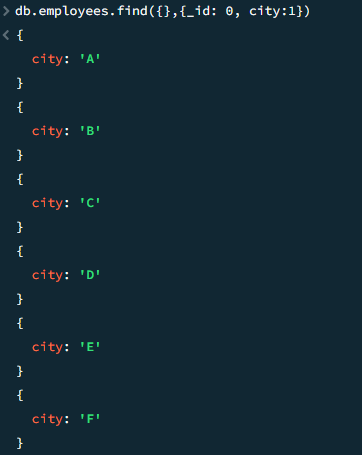 > db.employees.find({},{_id: 0, city:1})
< {
city: 'A'
}
{
city: 'B'
}
{
city: 'C'
}
{
city: 'D'
}
{
city: 'E'
}
{
city: 'F'
}